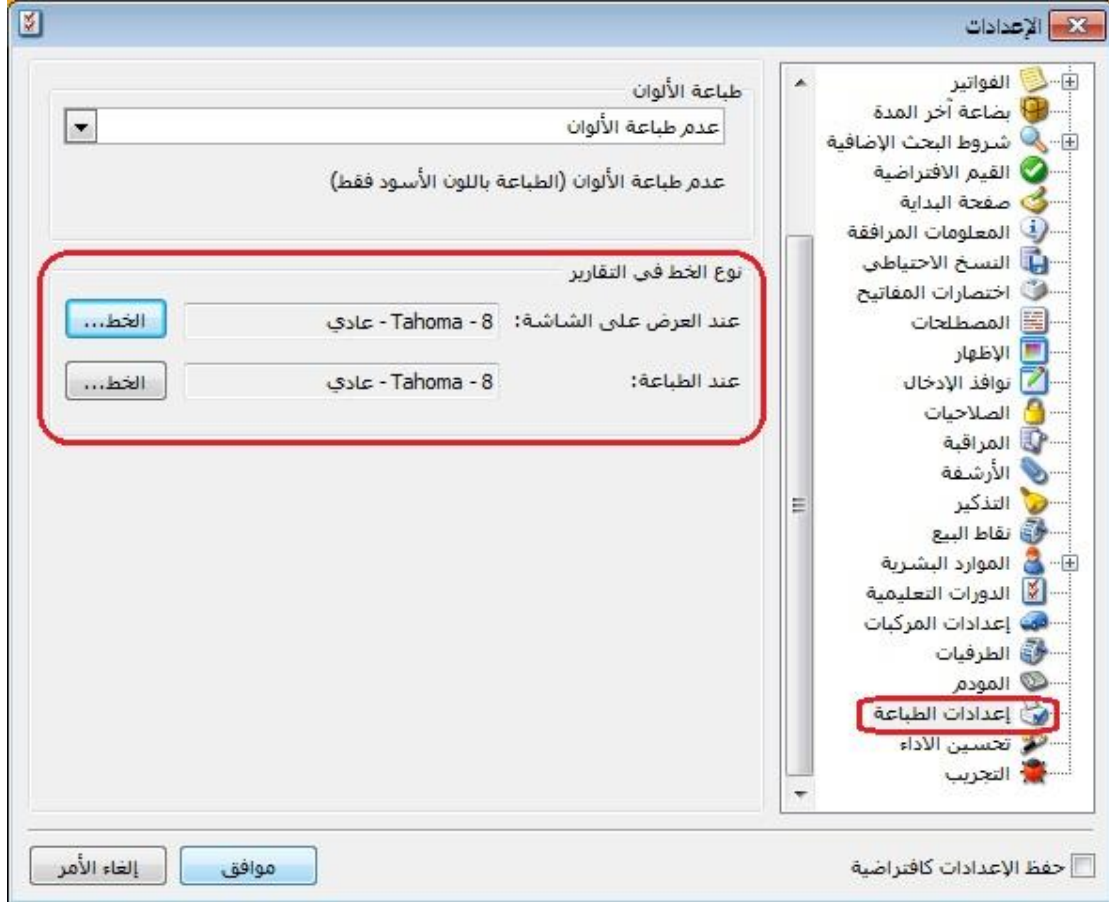 الإعدادات
الفواتير
بضاعة آخر المدة
شروط البحث الإضافية
القيم الافتراضية
صفحة البداية
المعلومات المرافقة
النسخ الاحتياطي
اختصارات المفاتيح
المصطلحات
الإظهار
نوافذ الإدخال
الصلاحيات
المراقبة
الأرشفة
التذكير
نقاط البيع
الموارد البشرية
الدورات التعليمية
إعدادات المركبات
الطرفيات
المودم
إعدادات الطباعة
تحسين الاداء
التجريب
طباعة الألوان
عدم طباعة الألوان
عدم طباعة الألوان (الطباعة باللون الأسود فقط)
نوع الخط في التقارير
عند العرض على الشاشة: Tahoma - 8 - عادي الخط...
عند الطباعة: Tahoma - 8 - عادي الخط...
حفظ الإعدادات كافتراضية
موافق
إلغاء الأمر